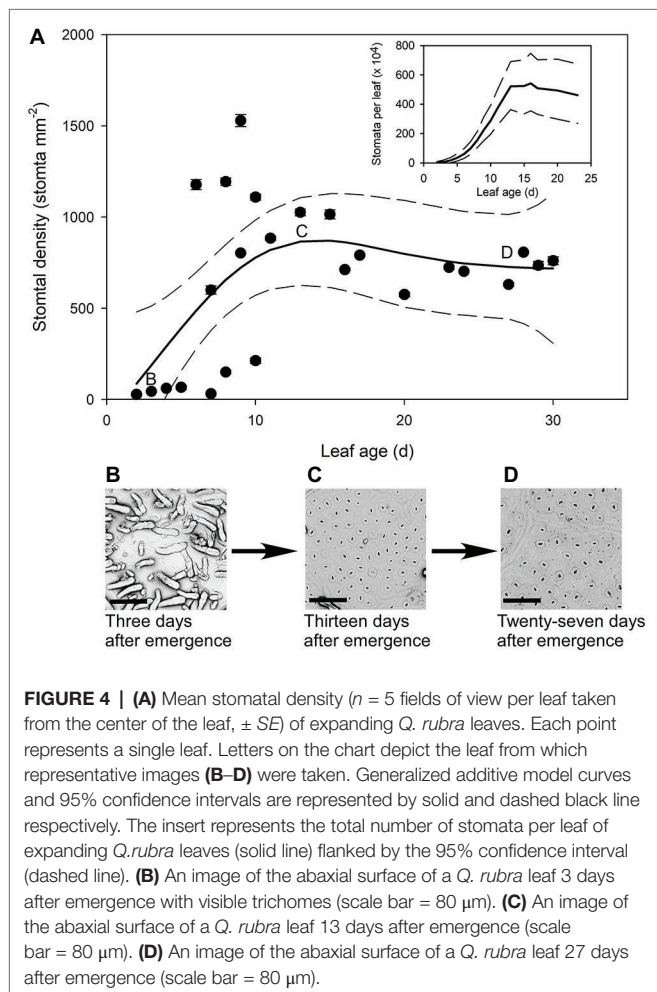 A
2000
1500
1000
500
0
Stomtal density (stomta mm⁻²)
0 10 20 30
Leaf age (d)
B
C
D
800
600
400
200
0
Stomata per leaf (x 10⁴)
0 5 10 15 20 25
Leaf age (d)
B C D
Three days
after emergence
Thirteen days
after emergence
Twenty-seven days
after emergence
FIGURE 4 | (A) Mean stomatal density (n = 5 fields of view per leaf taken
from the center of the leaf, ± SE) of expanding Q. rubra leaves. Each point
represents a single leaf. Letters on the chart depict the leaf from which
representative images (B–D) were taken. Generalized additive model curves
and 95% confidence intervals are represented by solid and dashed black line
respectively. The insert represents the total number of stomata per leaf of
expanding Q.rubra leaves (solid line) flanked by the 95% confidence interval
(dashed line). (B) An image of the abaxial surface of a Q. rubra leaf 3 days
after emergence with visible trichomes (scale bar = 80 μm). (C) An image of
the abaxial surface of a Q. rubra leaf 13 days after emergence (scale
bar = 80 μm). (D) An image of the abaxial surface of a Q. rubra leaf 27 days
after emergence (scale bar = 80 μm).